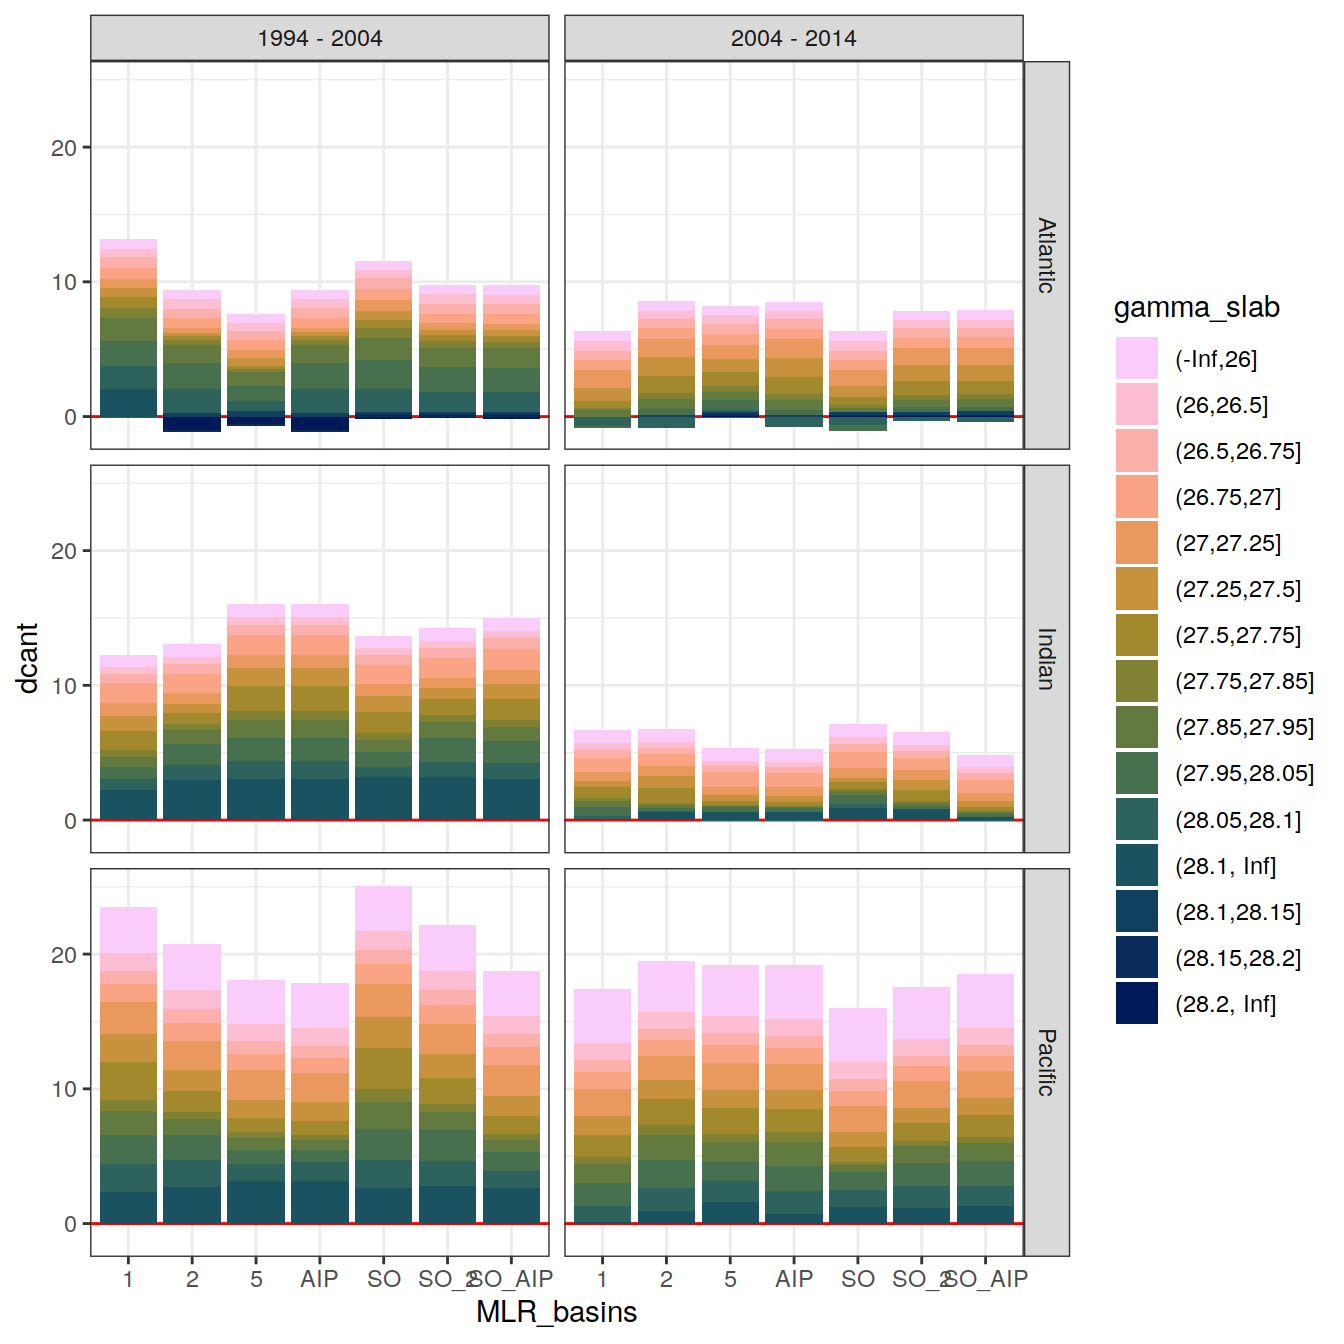 1994 - 2004
2004 - 2014
20
10
0
Atlantic
20
10
0
Indian
20
10
0
Pacific
dcant
1 2 5 AIP SO SO_2 SO_AIP
1 2 5 AIP SO SO_2 SO_AIP
MLR_basins
gamma_slab
(-Inf,26]
(26,26.5]
(26.5,26.75]
(26.75,27]
(27,27.25]
(27.25,27.5]
(27.5,27.75]
(27.75,27.85]
(27.85,27.95]
(27.95,28.05]
(28.05,28.1]
(28.1, Inf]
(28.1,28.15]
(28.15,28.2]
(28.2, Inf]